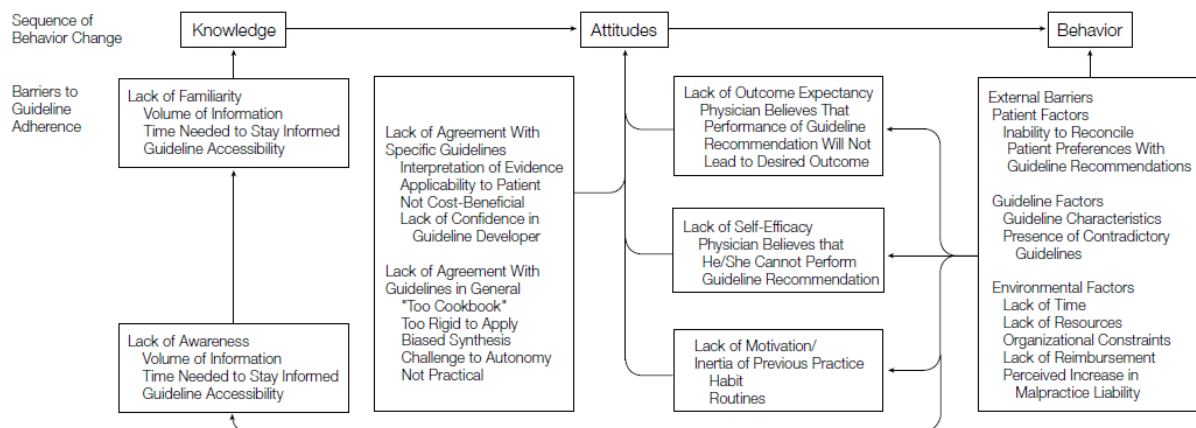 Sequence of
Behavior Change
Knowledge
Attitudes
Behavior
Barriers to
Guideline
Adherence
Lack of Familiarity
Volume of Information
Time Needed to Stay Informed
Guideline Accessibility
Lack of Awareness
Volume of Information
Time Needed to Stay Informed
Guideline Accessibility
Lack of Agreement With
Specific Guidelines
Interpretation of Evidence
Applicability to Patient
Not Cost-Beneficial
Lack of Confidence in
Guideline Developer
Lack of Agreement With
Guidelines in General
"Too Cookbook"
Too Rigid to Apply
Biased Synthesis
Challenge to Autonomy
Not Practical
Lack of Outcome Expectancy
Physician Believes That
Performance of Guideline
Recommendation Will Not
Lead to Desired Outcome
Lack of Self-Efficacy
Physician Believes that
He/She Cannot Perform
Guideline Recommendation
Lack of Motivation/
Inertia of Previous Practice
Habit
Routines
External Barriers
Patient Factors
Inability to Reconcile
Patient Preferences With
Guideline Recommendations
Guideline Factors
Guideline Characteristics
Presence of Contradictory
Guidelines
Environmental Factors
Lack of Time
Lack of Resources
Organizational Constraints
Lack of Reimbursement
Perceived Increase in
Malpractice Liability